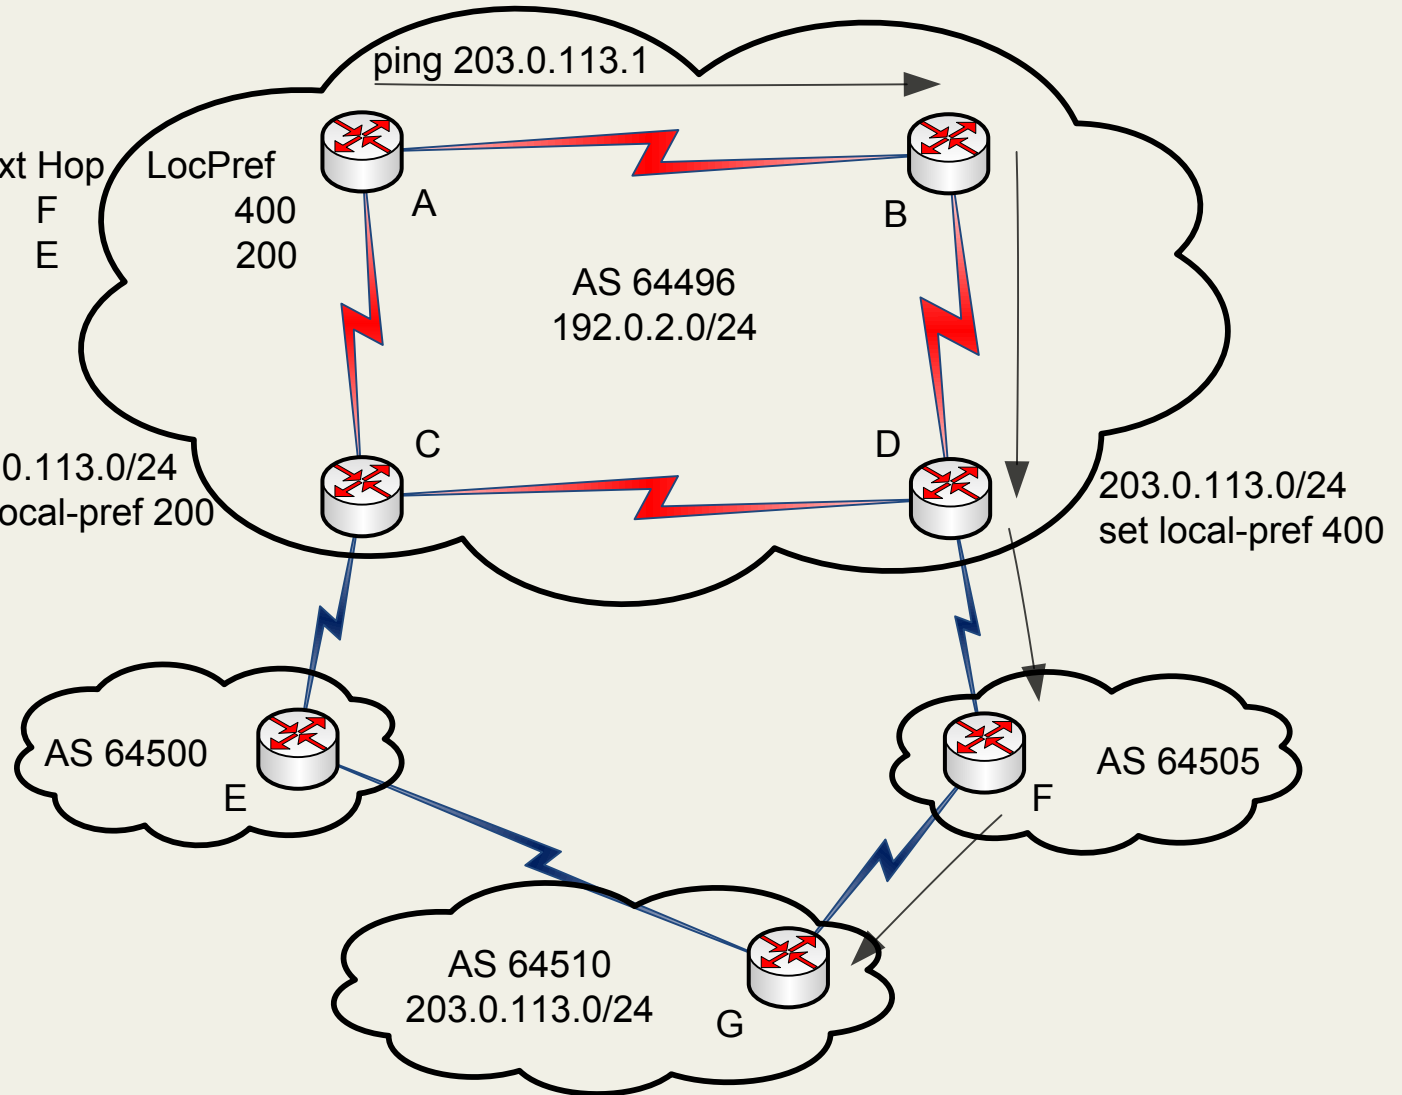 ping 203.0.113.1
xt Hop LocPref
F 400
E 200
A
B
AS 64496
192.0.2.0/24
C
D
0.113.0/24
ocal-pref 200
203.0.113.0/24
set local-pref 400
AS 64500
E
AS 64505
F
AS 64510
203.0.113.0/24
G